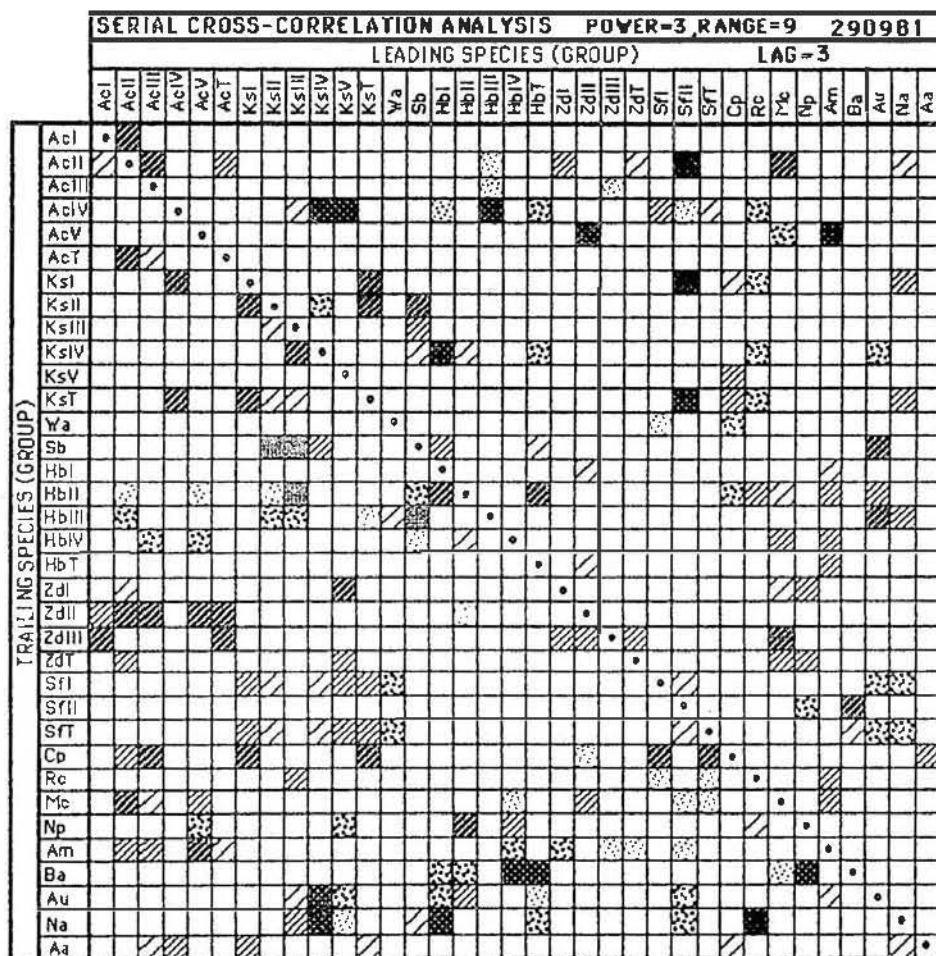 SERIAL CROSS-CORRELATION ANALYSIS POWER=3,RANGE=9 290981
LEADING SPECIES (GROUP) LAG=3
AcI AcII AcIII AcIV AcV AcT KsI KsII KsIII KsIV KsV KsT Wa Sb HbI HbII HbIII HbIV HbT ZdI ZdII ZdT SfI SfII SfT Cp Rc Mc Np Am Ba Au Na Aa
TRAILING SPECIES (GROUP)
AcI
AcII
AcIII
AcIV
AcV
AcT
KsI
KsII
KsIII
KsIV
KsV
KsT
Wa
Sb
HbI
HbII
HbIII
HbIV
HbT
ZdI
ZdII
ZdIII
ZdT
SfI
SfII
SfT
Cp
Rc
Mc
Np
Am
Ba
Au
Na
Aa